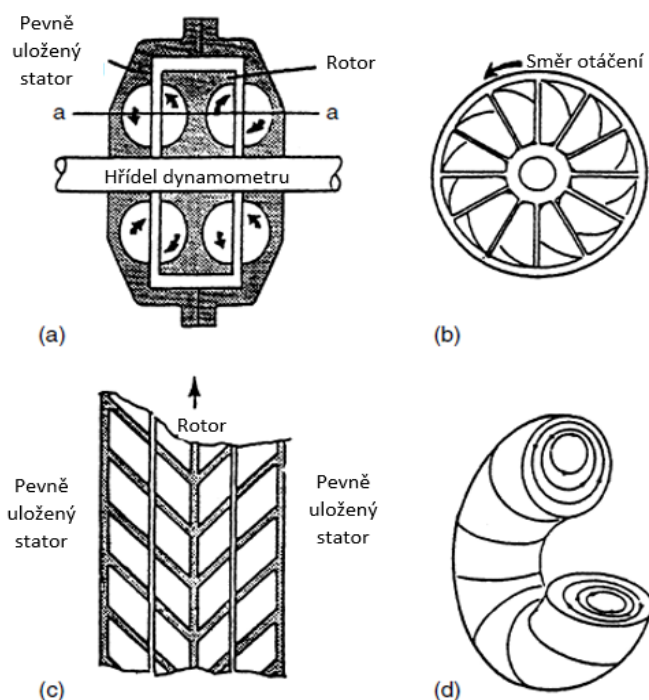 Pevně
uložený
stator
Rotor
a
a
Hřídel dynamometru
(a)
Směr otáčení
(b)
Rotor
Pevně
uložený
stator
Pevně
uložený
stator
(c)
(d)